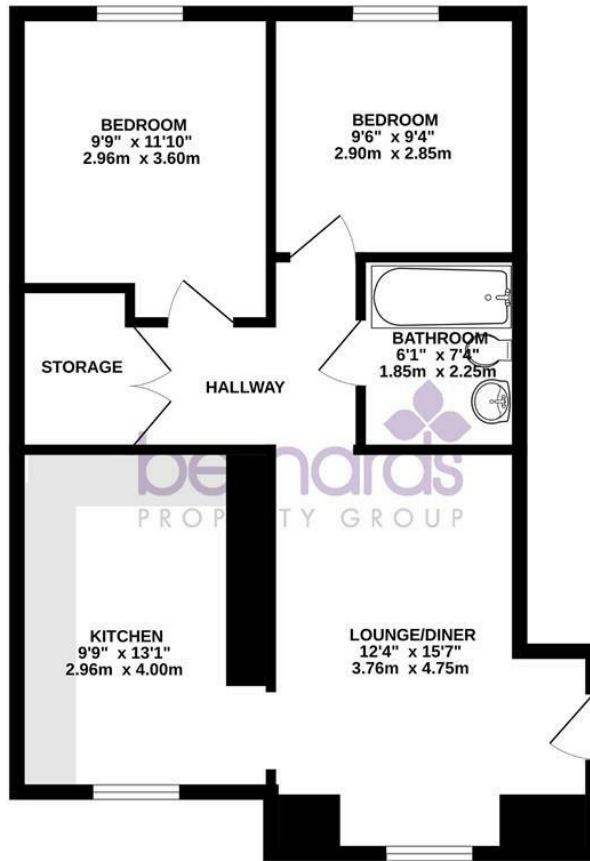 BEDROOM
9'9" x 11'10"
2.96m x 3.60m
BEDROOM
9'6" x 9'4"
2.90m x 2.85m
BATHROOM
6'1" x 7'4"
1.85m x 2.25m
STORAGE
HALLWAY
bernards
PROPERTY GROUP
KITCHEN
9'9" x 13'1"
2.96m x 4.00m
LOUNGE/DINER
12'4" x 15'7"
3.76m x 4.75m